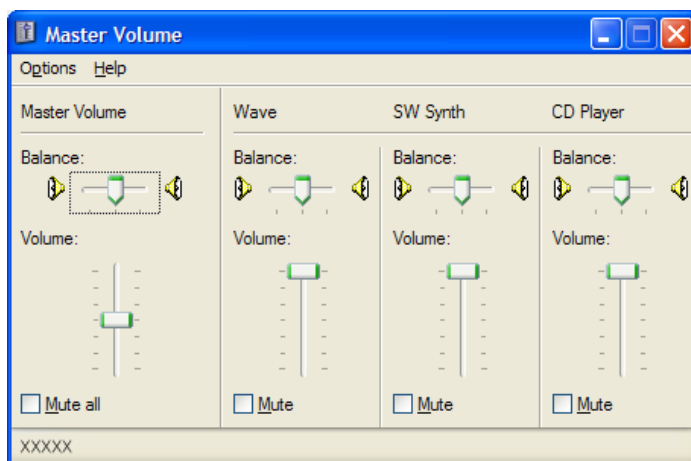 Master Volume
Options Help
Master Volume Wave SW Synth CD Player
Balance: Balance: Balance: Balance:
Volume: Volume: Volume: Volume:
Mute all Mute Mute Mute
XXXXX